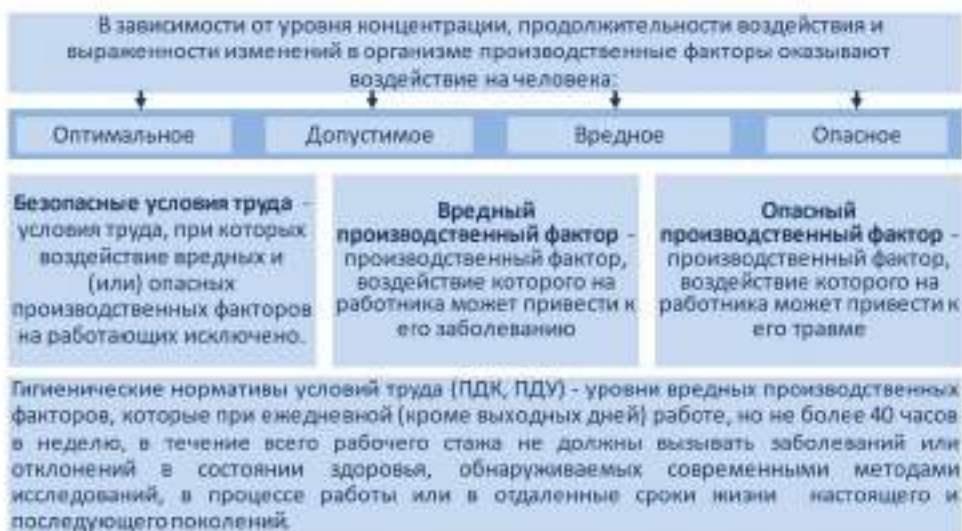 В зависимости от уровня концентрации, продолжительности воздействия и
выраженности изменений в организме производственные факторы оказывают
воздействие на человека:
Оптимальное
Допустимое
Вредное
Опасное
Безопасные условия труда -
условия труда, при которых
воздействие вредных и
(или) опасных
производственных факторов
на работающих исключено.
Вредный
производственный фактор -
производственный фактор,
воздействие которого на
работника может привести к
его заболеванию
Опасный
производственный фактор -
производственный фактор,
воздействие которого на
работника может привести к
его травме
Гигиенические нормативы условий труда (ПДК, ПДУ) - уровни вредных производственных
факторов, которые при ежедневной (кроме выходных дней) работе, но не более 40 часов
в неделю, в течение всего рабочего стажа не должны вызывать заболеваний или
отклонений в состоянии здоровья, обнаруживаемых современными методами
исследований, в процессе работы или в отдаленные сроки жизни настоящего и
последующего поколений.